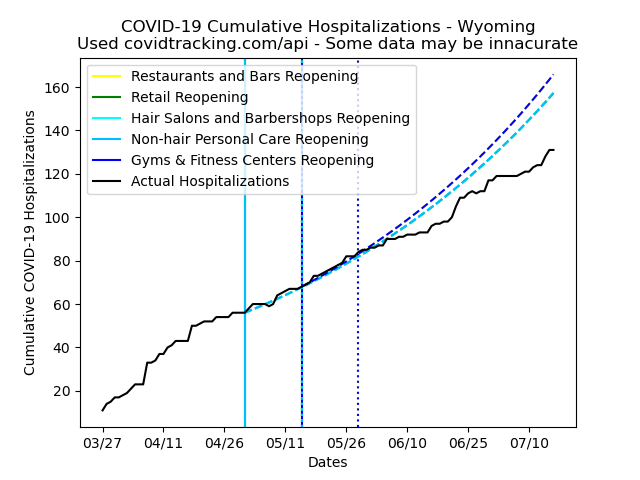 COVID-19 Cumulative Hospitalizations - Wyoming
Used covidtracking.com/api - Some data may be innacurate
Restaurants and Bars Reopening
Retail Reopening
Hair Salons and Barbershops Reopening
Non-hair Personal Care Reopening
Gyms & Fitness Centers Reopening
Actual Hospitalizations
Cumulative COVID-19 Hospitalizations
160
140
120
100
80
60
40
20
03/27 04/11 04/26 05/11 05/26 06/10 06/25 07/10
Dates